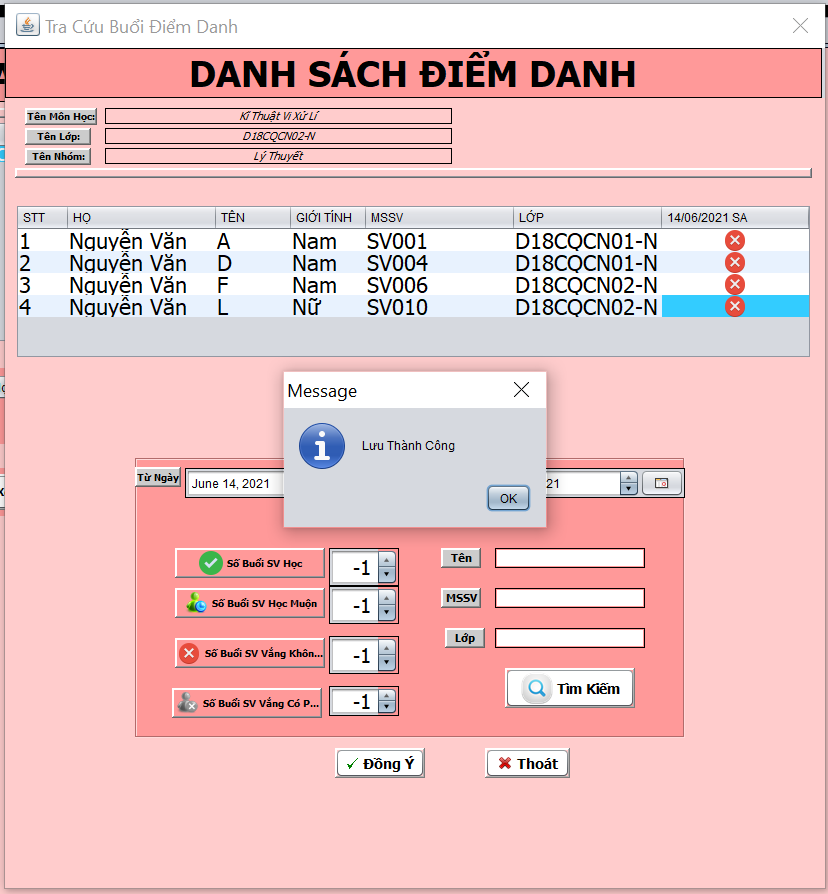 Tra Cứu Buổi Điểm Danh
DANH SÁCH ĐIỂM DANH
Tên Môn Học: Kĩ Thuật Vi Xử Lí
Tên Lớp: D18CQCN02-N
Tên Nhóm: Lý Thuyết
STT HỌ TÊN GIỚI TÍNH MSSV LỚP 14/06/2021 SA
1 Nguyễn Văn A Nam SV001 D18CQCN01-N
2 Nguyễn Văn D Nam SV004 D18CQCN01-N
3 Nguyễn Văn F Nam SV006 D18CQCN02-N
4 Nguyễn Văn L Nữ SV010 D18CQCN02-N
Message
Lưu Thành Công
OK
Từ Ngày June 14, 2021 21
Số Buổi SV Học -1 Tên
Số Buổi SV Học Muộn -1 MSSV
Số Buổi SV Vắng Khôn... -1 Lớp
Số Buổi SV Vắng Có P... -1 Tìm Kiếm
Đồng Ý Thoát